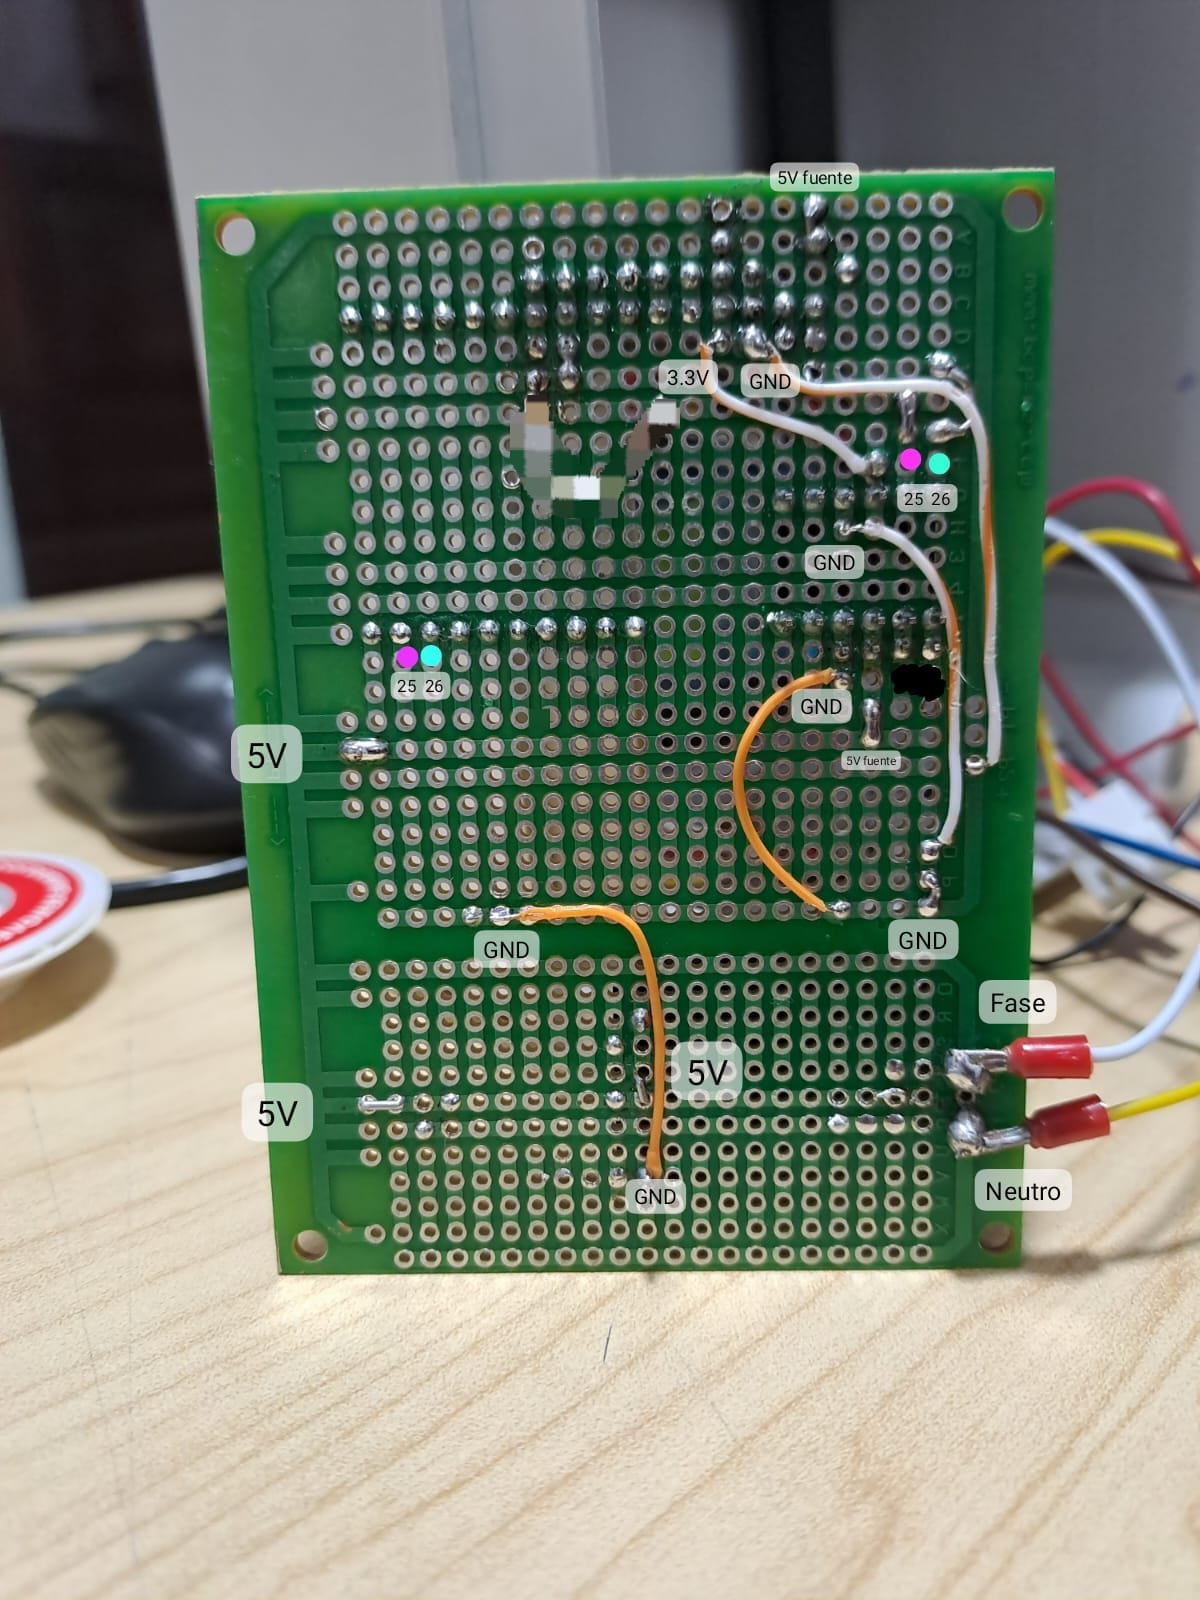 5V fuente
3.3V
GND
25 26
GND
25 26
GND
5V
5V fuente
GND
GND
Fase
5V
5V
Neutro
GND